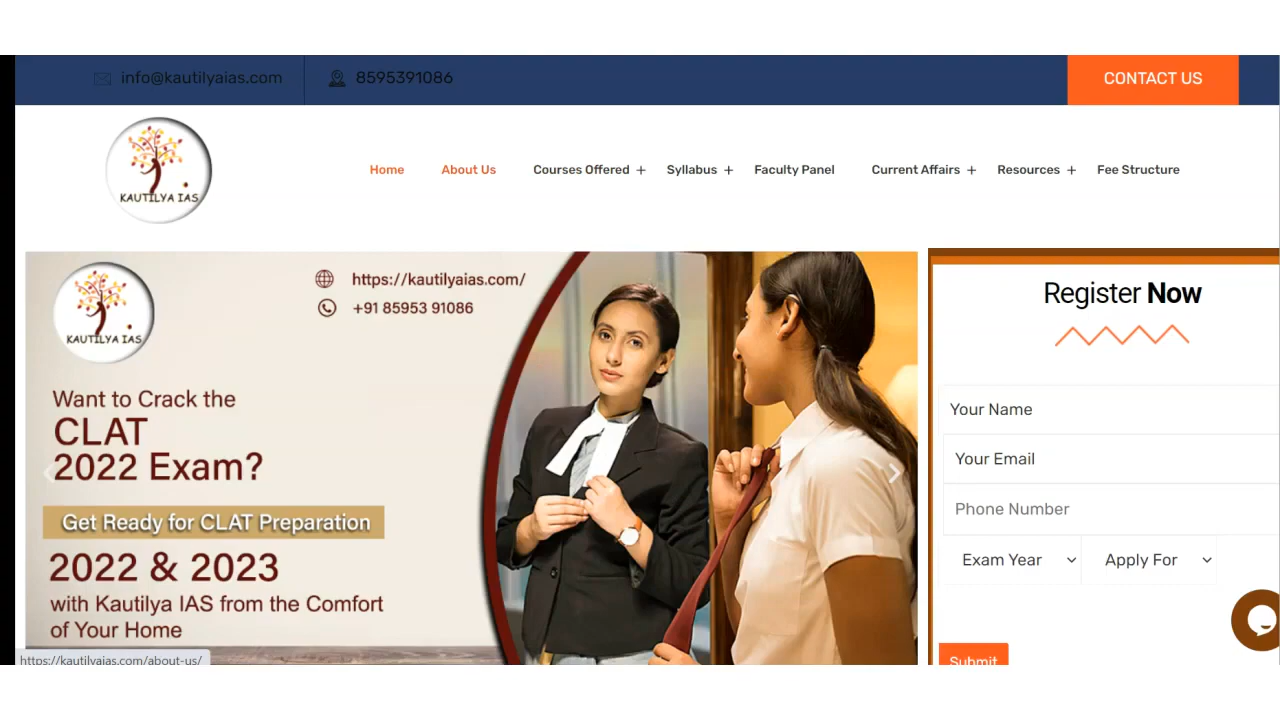 info@kautilyaias.com
8595391086
CONTACT US
KAUTILYA IAS
Home
About Us
Courses Offered +
Syllabus +
Faculty Panel
Current Affairs +
Resources +
Fee Structure
KAUTILYA IAS
https://kautilyaias.com/
+91 85953 91086
Want to Crack the
CLAT
2022 Exam?
Get Ready for CLAT Preparation
2022 & 2023
with Kautilya IAS from the Comfort
of Your Home
Register Now
Your Name
Your Email
Phone Number
Exam Year
Apply For
Submit
https://kautilyaias.com/about-us/